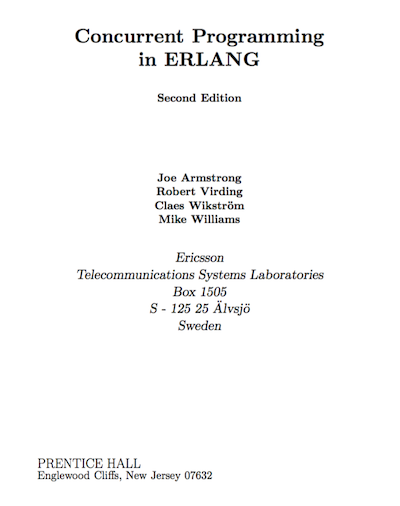 Concurrent Programming
in ERLANG
Second Edition
Joe Armstrong
Robert Virding
Claes Wikström
Mike Williams
Ericsson
Telecommunications Systems Laboratories
Box 1505
S - 125 25 Älvsjö
Sweden
PRENTICE HALL
Englewood Cliffs, New Jersey 07632